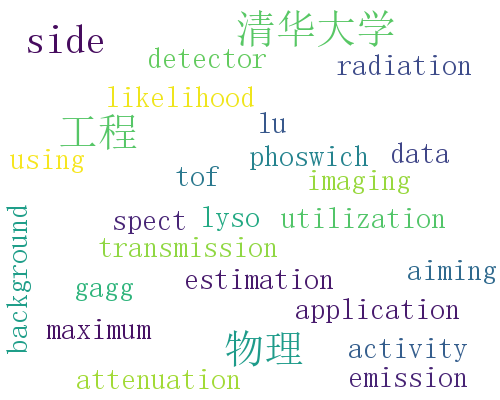 清华大学
side
detector
radiation
likelihood
工程
lu
using
phoswich
data
tof
imaging
background
spect
lyso
utilization
transmission
aiming
gagg
estimation
application
maximum
物理
activity
attenuation
emission